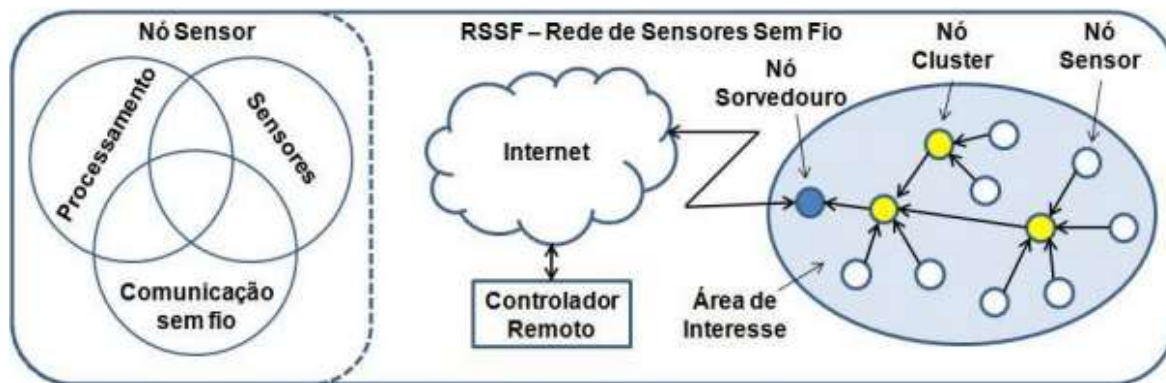 Nó Sensor
Processamento
Sensores
Comunicação
sem fio
RSSF – Rede de Sensores Sem Fio
Internet
Controlador
Remoto
Nó
Sorvedouro
Nó
Cluster
Nó
Sensor
Área de
Interesse